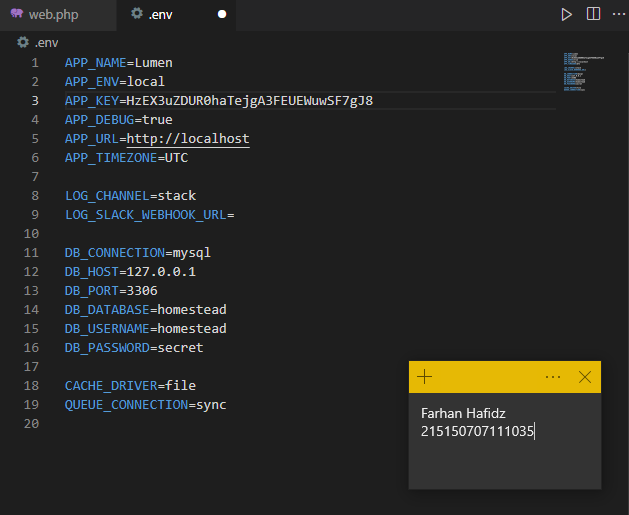 web.php
.env
.env
1 APP_NAME=Lumen
2 APP_ENV=local
3 APP_KEY=HzEX3uZDUR0haTejgA3FEUEWuwSF7gJ8
4 APP_DEBUG=true
5 APP_URL=http://localhost
6 APP_TIMEZONE=UTC
7
8 LOG_CHANNEL=stack
9 LOG_SLACK_WEBHOOK_URL=
10
11 DB_CONNECTION=mysql
12 DB_HOST=127.0.0.1
13 DB_PORT=3306
14 DB_DATABASE=homestead
15 DB_USERNAME=homestead
16 DB_PASSWORD=secret
17
18 CACHE_DRIVER=file
19 QUEUE_CONNECTION=sync
20
Farhan Hafidz
215150707111035